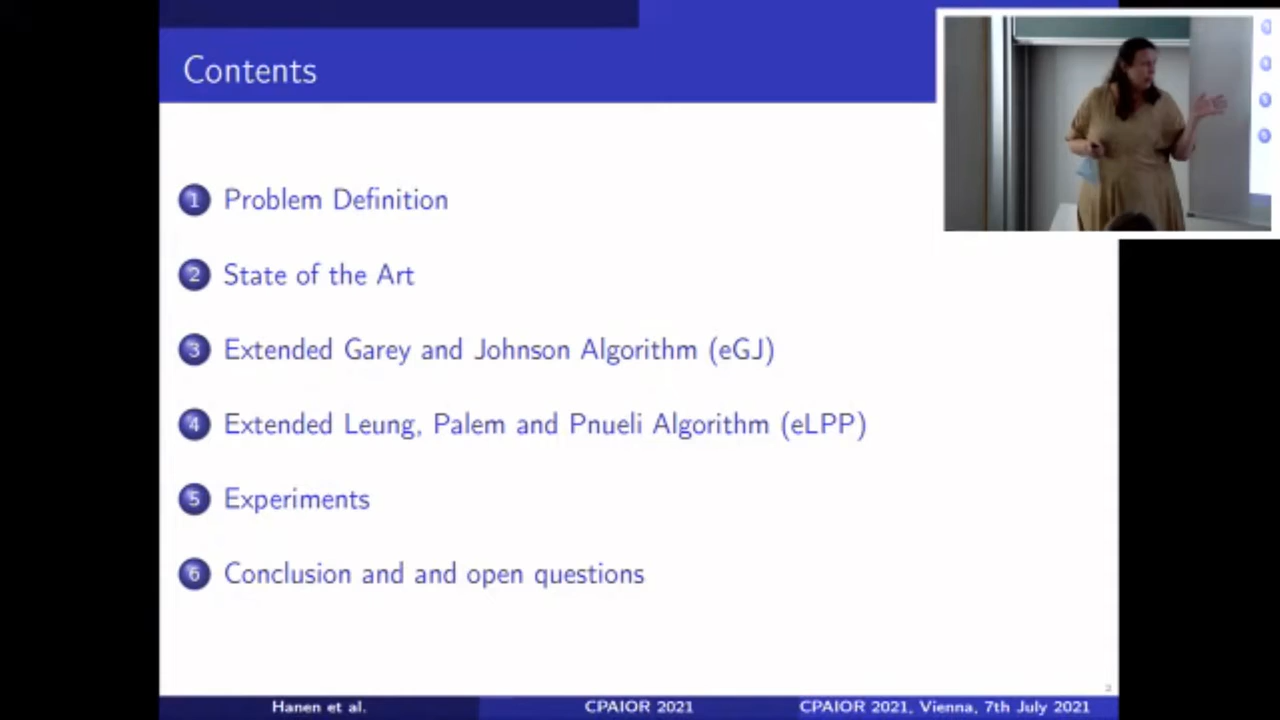 Contents
1 Problem Definition
2 State of the Art
3 Extended Garey and Johnson Algorithm (eGJ)
4 Extended Leung, Palem and Pnueli Algorithm (eLPP)
5 Experiments
6 Conclusion and and open questions
2
Hanen et al. CPAIOR 2021 CPAIOR 2021, Vienna, 7th July 2021